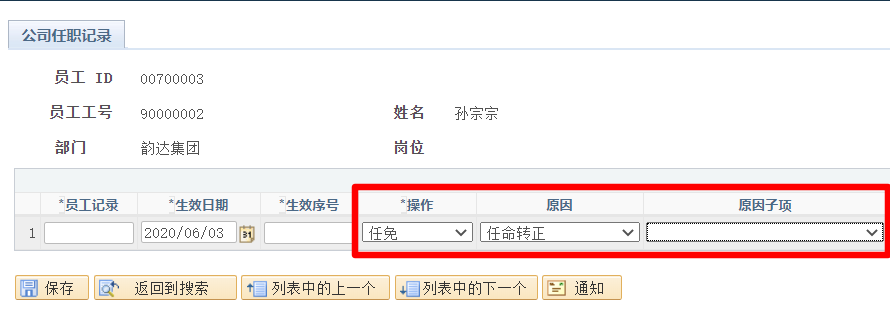 公司任职记录
员工 ID 00700003
员工工号 90000002 姓名 孙宗宗
部门 韵达集团 岗位
*员工记录 *生效日期 *生效序号 *操作 原因 原因子项
1 2020/06/03 31 任免 任命转正
保存 返回到搜索 列表中的上一个 列表中的下一个 通知